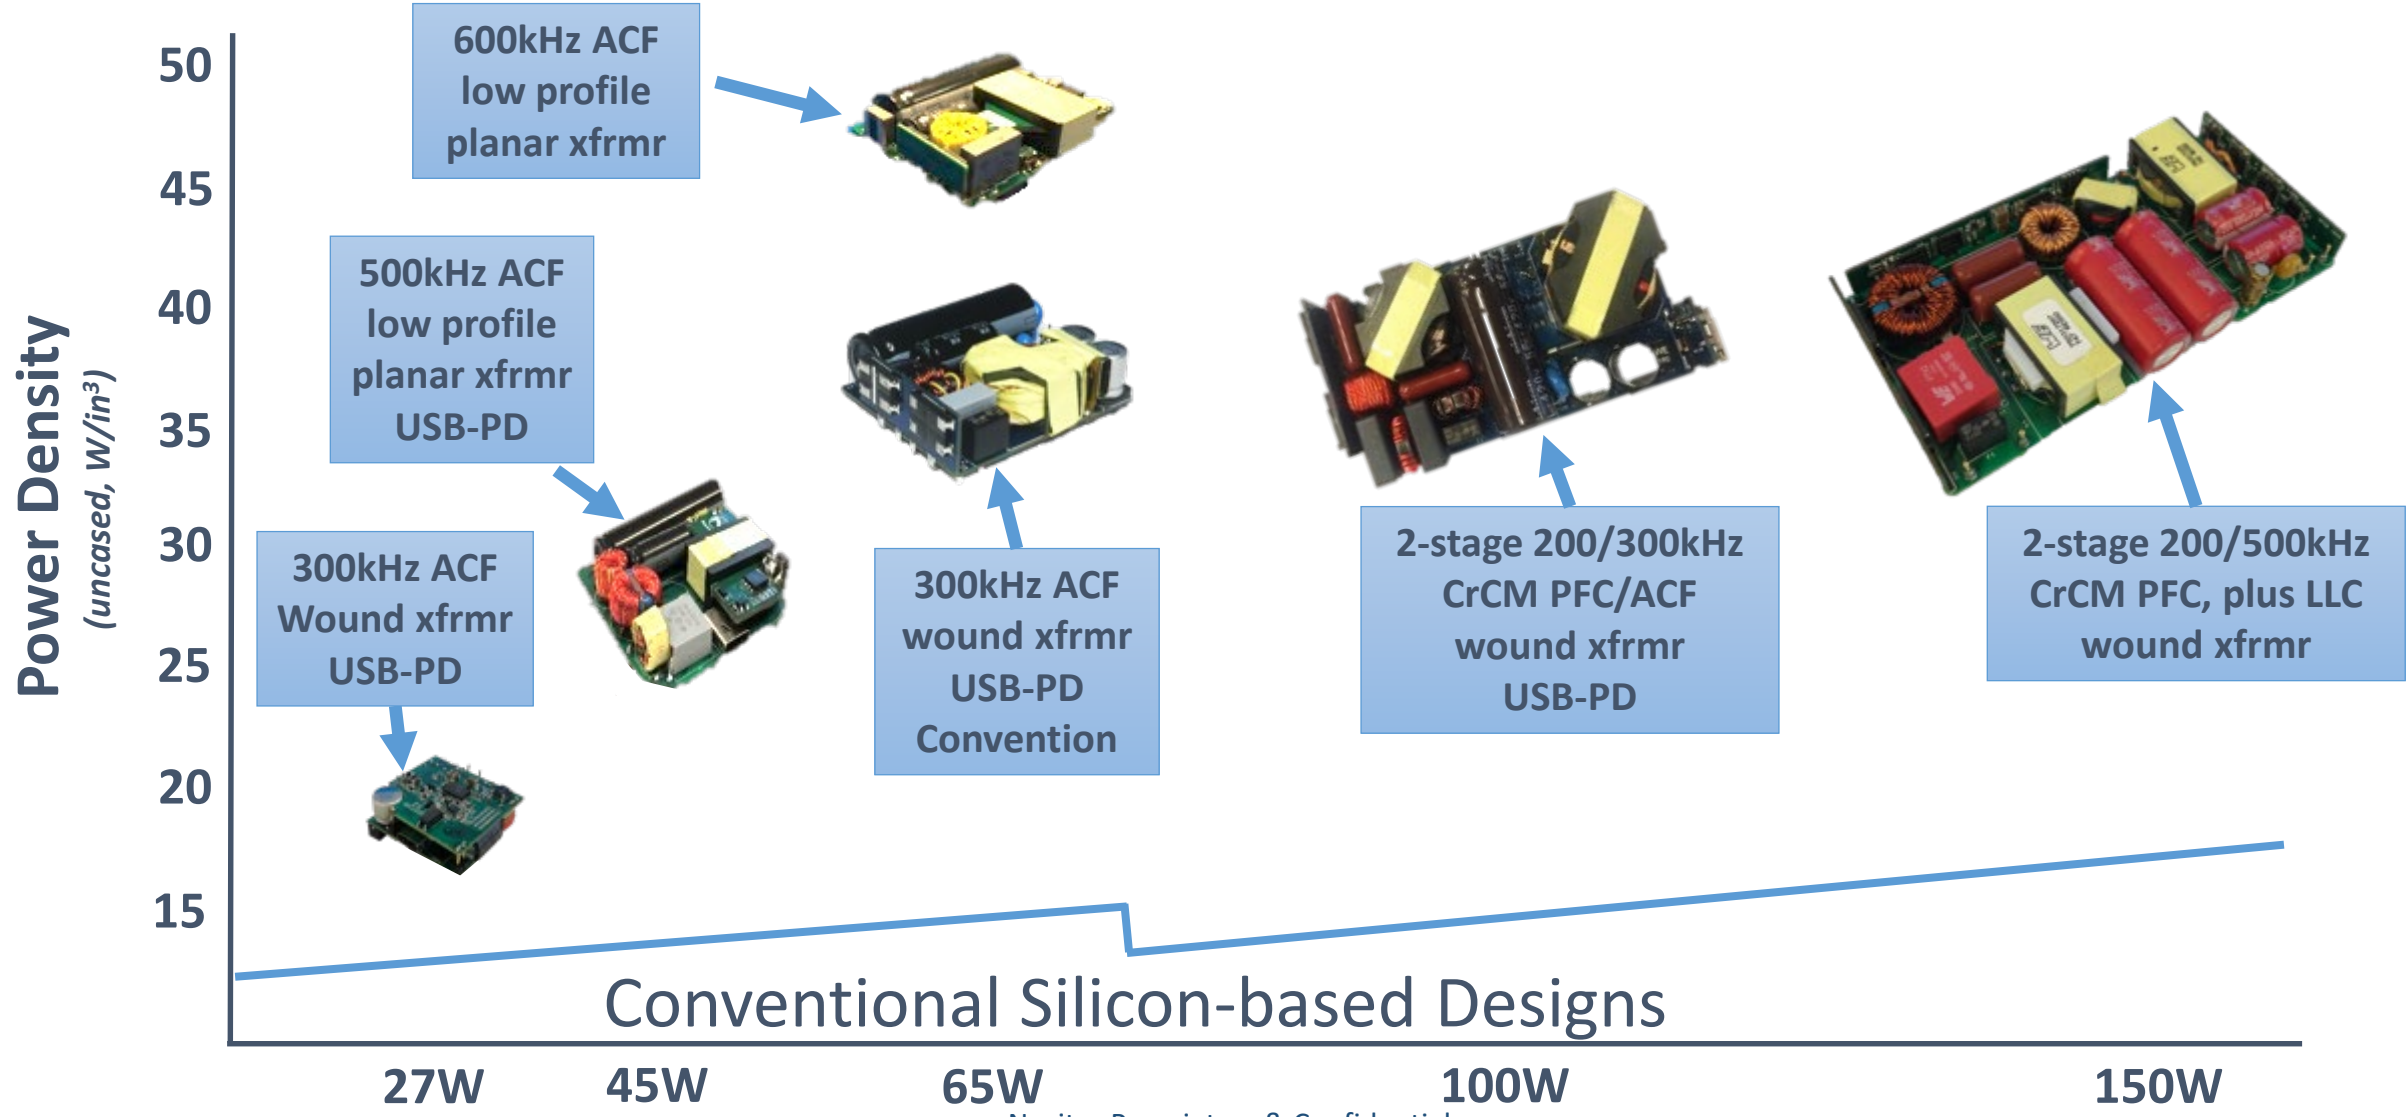 50
45
40
35
30
25
20
15
Power Density
(uncased, W/in³)
600kHz ACF
low profile
planar xfrmr
500kHz ACF
low profile
planar xfrmr
USB-PD
300kHz ACF
Wound xfrmr
USB-PD
300kHz ACF
wound xfrmr
USB-PD
Convention
2-stage 200/300kHz
CrCM PFC/ACF
wound xfrmr
USB-PD
2-stage 200/500kHz
CrCM PFC, plus LLC
wound xfrmr
Conventional Silicon-based Designs
27W
45W
65W
100W
150W